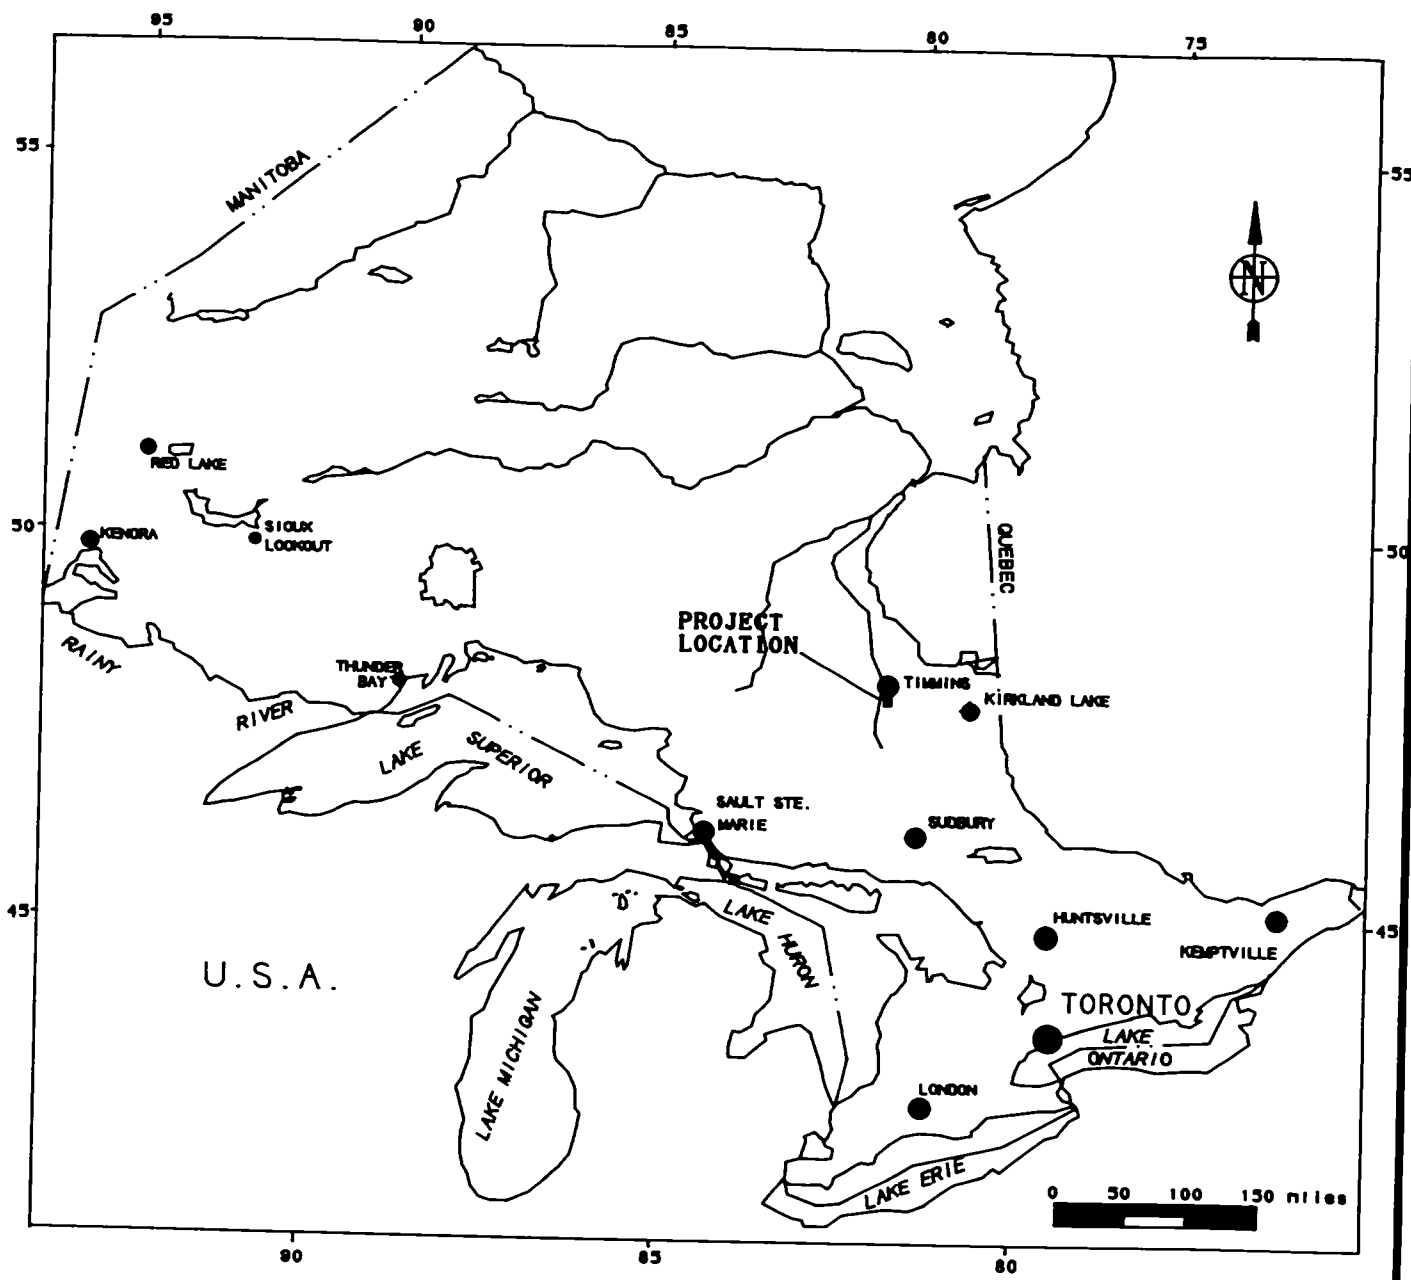 95
90
85
80
75
55
55
MANITOBA
N
RED LAKE
50
KENORA
SIOUX
LOOKOUT
QUEBEC
50
PROJECT
LOCATION
RAINY
THUNDER
BAY
TIMMINS
KIRKLAND LAKE
RIVER
LAKE
SUPERIOR
SAULT STE.
MARIE
SUDBURY
45
LAKE
HURON
HUNTSVILLE
45
KEMPTVILLE
U.S.A.
TORONTO
LAKE
ONTARIO
LAKE MICHIGAN
LONDON
LAKE ERIE
0 50 100 150 miles
90
85
80